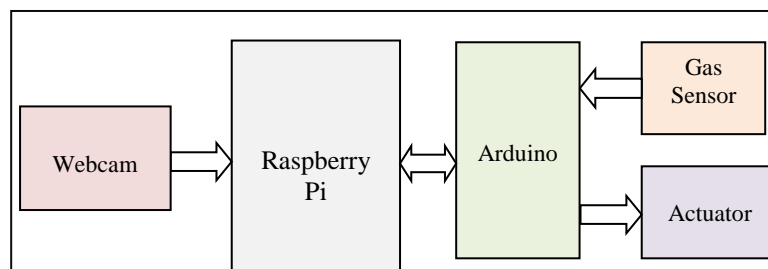 Webcam
Raspberry
Pi
Arduino
Gas
Sensor
Actuator